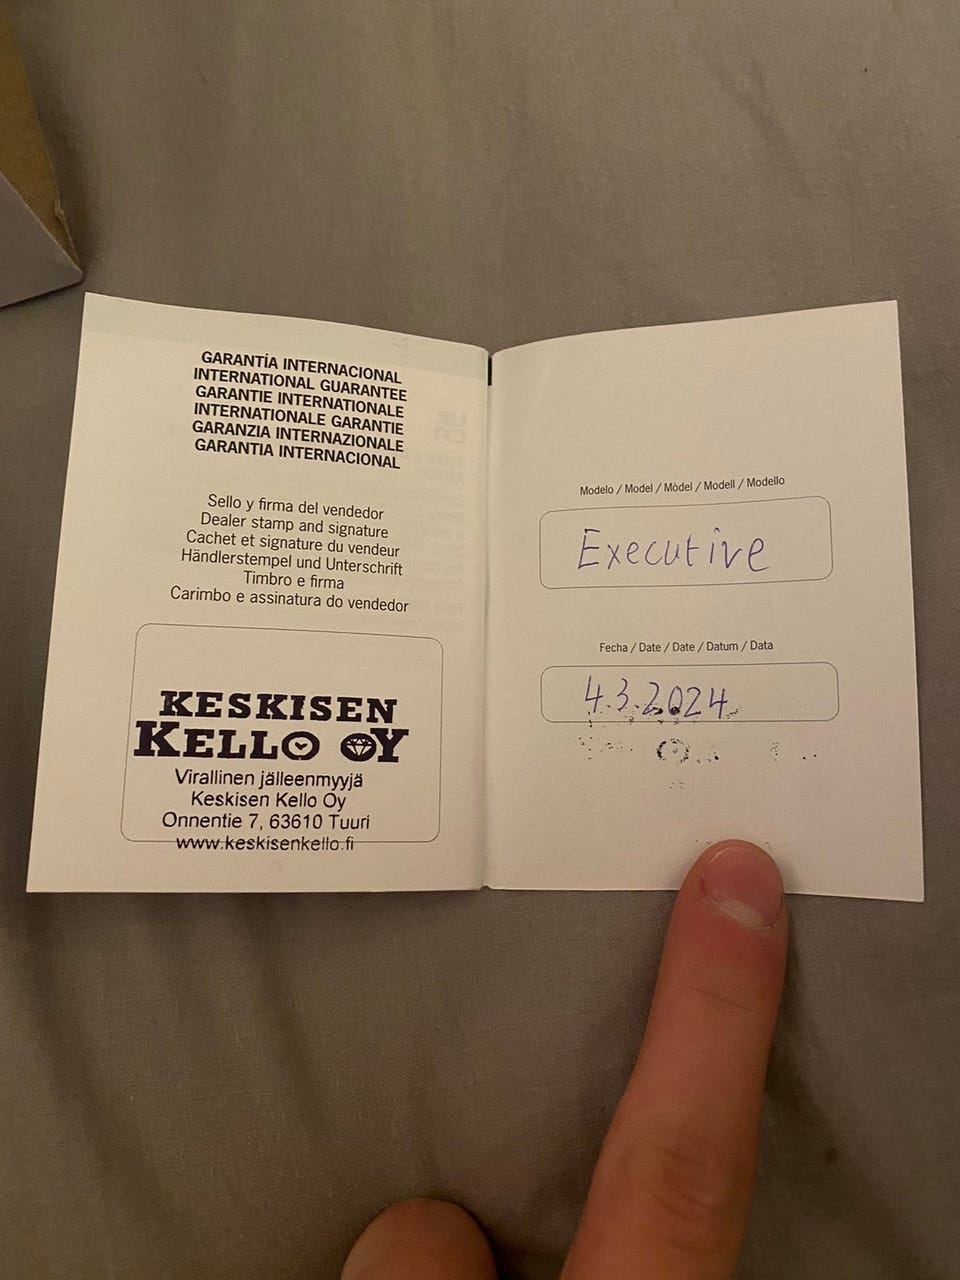 GARANTÍA INTERNACIONAL
INTERNATIONAL GUARANTEE
GARANTIE INTERNATIONALE
INTERNATIONALE GARANTIE
GARANZIA INTERNAZIONALE
GARANTIA INTERNACIONAL
Sello y firma del vendedor
Dealer stamp and signature
Cachet et signature du vendeur
Händlerstempel und Unterschrift
Timbro e firma
Carimbo e assinatura do vendedor
KESKISEN
KELLO OY
Virallinen jälleenmyyjä
Keskisen Kello Oy
Onnentie 7, 63610 Tuuri
www.keskisenkello.fi
Modelo / Model / Mòdel / Modell / Modello
Executive
Fecha / Date / Date / Datum / Data
4.3.2024